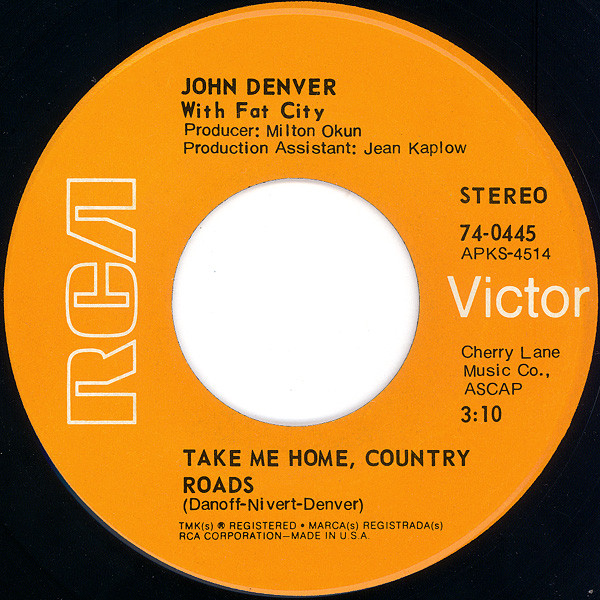 JOHN DENVER
With Fat City
Producer: Milton Okun
Production Assistant: Jean Kaplow
RCA
STEREO
74-0445
APKS-4514
Victor
Cherry Lane
Music Co.,
ASCAP
3:10
TAKE ME HOME, COUNTRY
ROADS
(Danoff-Nivert-Denver)
TMK(s) ® REGISTERED • MARCA(s) REGISTRADA(s)
RCA CORPORATION—MADE IN U.S.A.